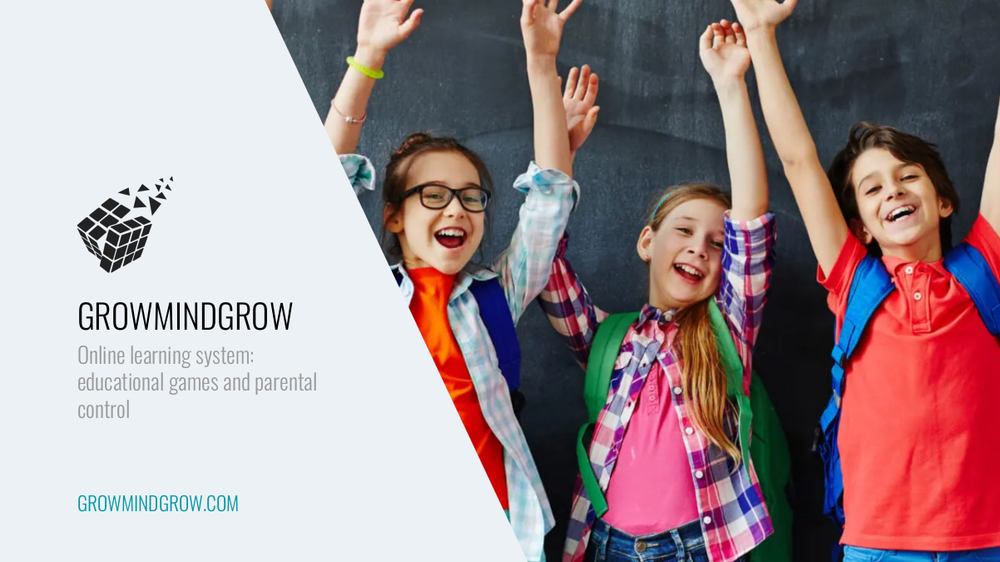 GROWMINDGROW
Online learning system:
educational games and parental
control
GROWMINDGROW.COM